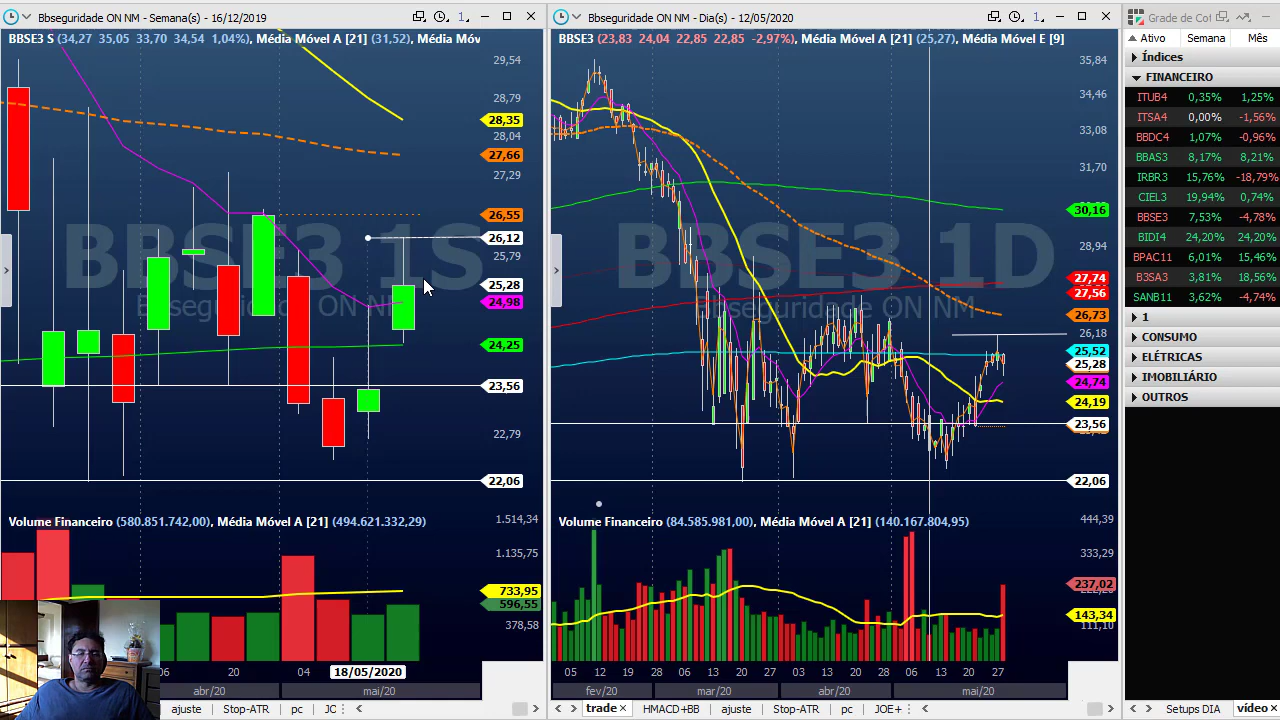 Bbseguridade ON NM - Semana(s) - 16/12/2019
1
BBSE3 S (34,27 35,05 33,70 34,54 1,04%), Média Móvel A [21] (31,52), Média Móv
BBSE3 1S
Bbseguridade ON NM
29,54
28,79
28,35
28,04
27,66
27,29
26,55
26,12
25,79
25,28
24,98
24,25
23,56
22,79
22,06
Volume Financeiro (580.851.742,00), Média Móvel A [21] (494.621.332,29)
1.514,34
1.135,75
733,95
596,55
378,58
06 20 04 18/05/2020
abr/20 mai/20
ajuste Stop-ATR pc JO
Bbseguridade ON NM - Dia(s) - 12/05/2020
1
BBSE3 (23,83 24,04 22,85 22,85 -2,97%), Média Móvel A [21] (25,27), Média Móvel E [9]
BBSE3 1D
Bbseguridade ON NM
35,84
34,46
33,08
31,70
30,16
28,94
27,74
27,56
26,73
26,18
25,52
25,28
24,74
24,19
23,56
22,06
Volume Financeiro (84.585.981,00), Média Móvel A [21] (140.167.804,95)
444,39
333,29
237,02
143,34
111,10
05 12 20 28 06 13 20 27 03 14 22 28 06 13 20 27
fev/20 mar/20 abr/20 mai/20
trade HMACD+BB ajuste Stop-ATR pc JOE+
Grade de Cot
Ativo Semana Mês
Índices
FINANCEIRO
ITUB4 0,35% 1,25%
ITSA4 0,00% -1,56%
BBDC4 1,07% -0,96%
BBAS3 8,17% 8,21%
IRBR3 15,76% -18,79%
CIEL3 19,94% 0,74%
BBSE3 7,53% -4,78%
BIDI4 24,20% 24,20%
BPAC11 6,01% 15,46%
B3SA3 3,81% 18,56%
SANB11 3,62% -4,74%
1
CONSUMO
ELÉTRICAS
IMOBILIÁRIO
OUTROS
Setups DIA vídeo